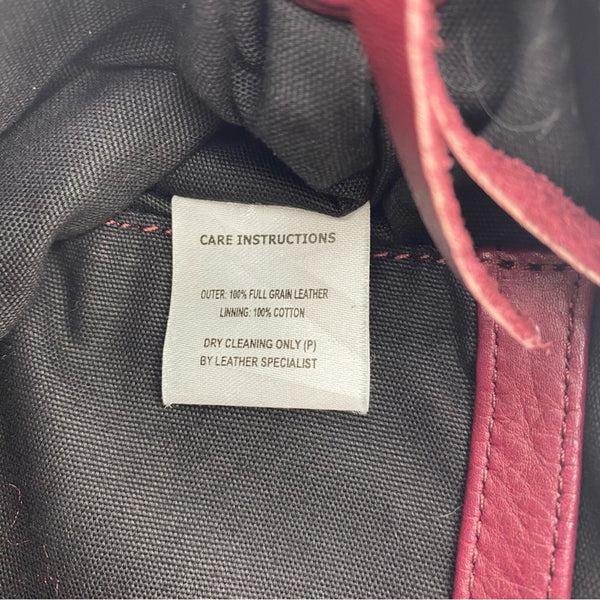 CARE INSTRUCTIONS
OUTER: 100% FULL GRAIN LEATHER
LINNING: 100% COTTON
DRY CLEANING ONLY (P)
BY LEATHER SPECIALIST